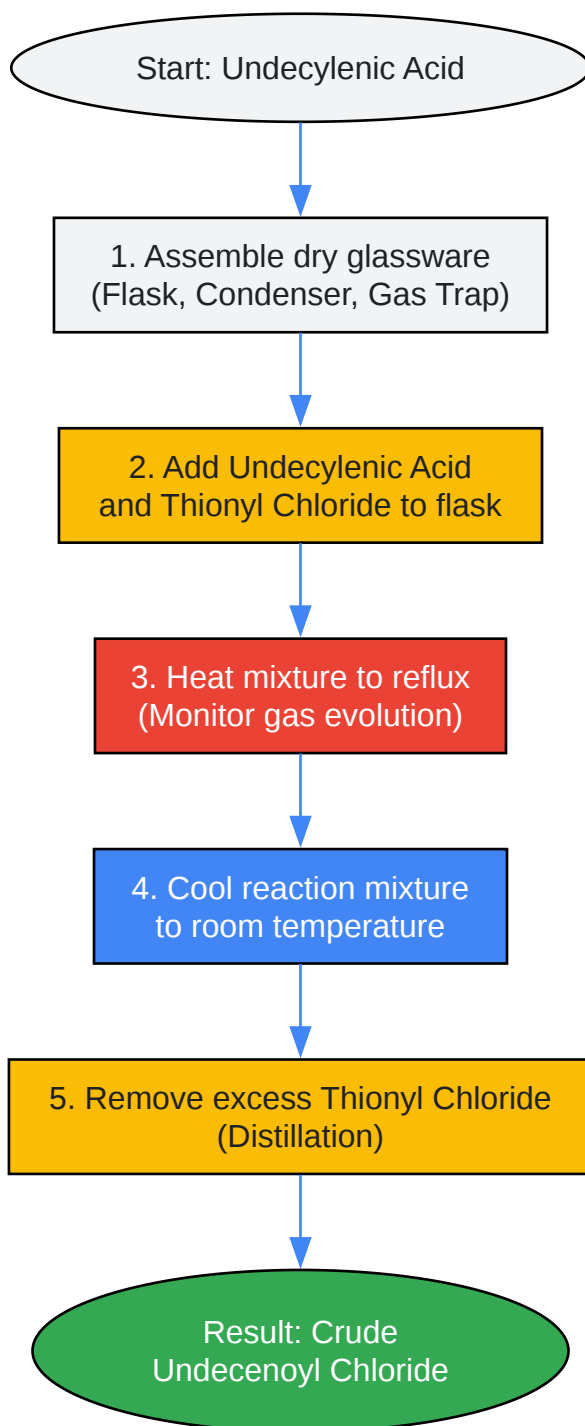 Start: Undecylenic Acid
1. Assemble dry glassware
(Flask, Condenser, Gas Trap)
2. Add Undecylenic Acid
and Thionyl Chloride to flask
3. Heat mixture to reflux
(Monitor gas evolution)
4. Cool reaction mixture
to room temperature
5. Remove excess Thionyl Chloride
(Distillation)
Result: Crude
Undecenoyl Chloride